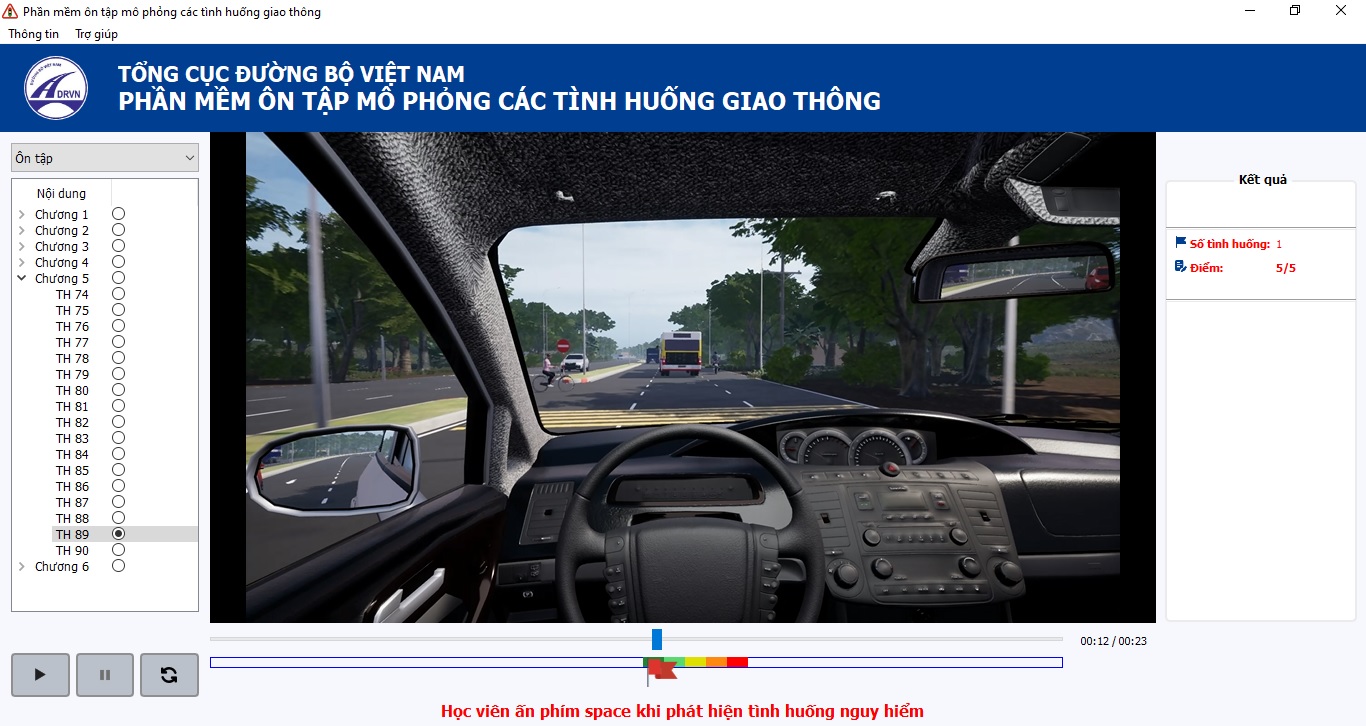 Phần mềm ôn tập mô phỏng các tình huống giao thông
Thông tin Trợ giúp
ĐƯỜNG BỘ VIỆT NAM
DRVN
TỔNG CỤC ĐƯỜNG BỘ VIỆT NAM
PHẦN MỀM ÔN TẬP MÔ PHỎNG CÁC TÌNH HUỐNG GIAO THÔNG
Ôn tập
Nội dung
Chương 1
Chương 2
Chương 3
Chương 4
Chương 5
TH 74
TH 75
TH 76
TH 77
TH 78
TH 79
TH 80
TH 81
TH 82
TH 83
TH 84
TH 85
TH 86
TH 87
TH 88
TH 89
TH 90
Chương 6
Kết quả
Số tình huống: 1
Điểm: 5/5
00:12 / 00:23
Học viên ấn phím space khi phát hiện tình huống nguy hiểm